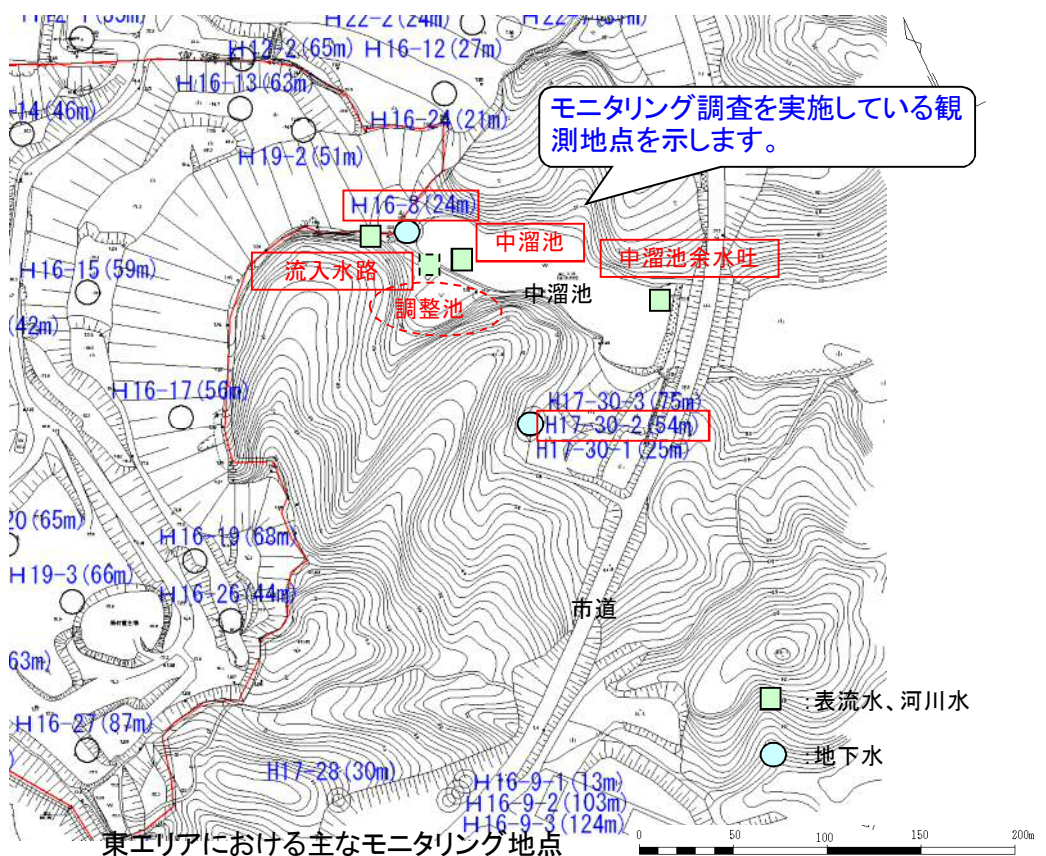 H22-2(24m)
H12-2(65m) H16-12(27m)
H16-13(63m)
-14(46m)
H16-24(21m)
H19-2(51m)
モニタリング調査を実施している観
測地点を示します。
H16-8(24m)
中溜池
中溜池余水吐
流入水路
調整池
中溜池
H16-15(59m)
42m)
H16-17(56m)
H17-30-3(75m)
H17-30-2(54m)
H17-30-1(25m)
20(65m)
H16-19(68m)
H19-3(66m)
H16-26(44m)
市道
63m)
H16-27(87m)
:表流水、河川水
:地下水
H17-28(30m)
H16-9-1(13m)
H16-9-2(103m)
H16-9-3(124m)
東エリアにおける主なモニタリング地点
0 50 100 150 200m